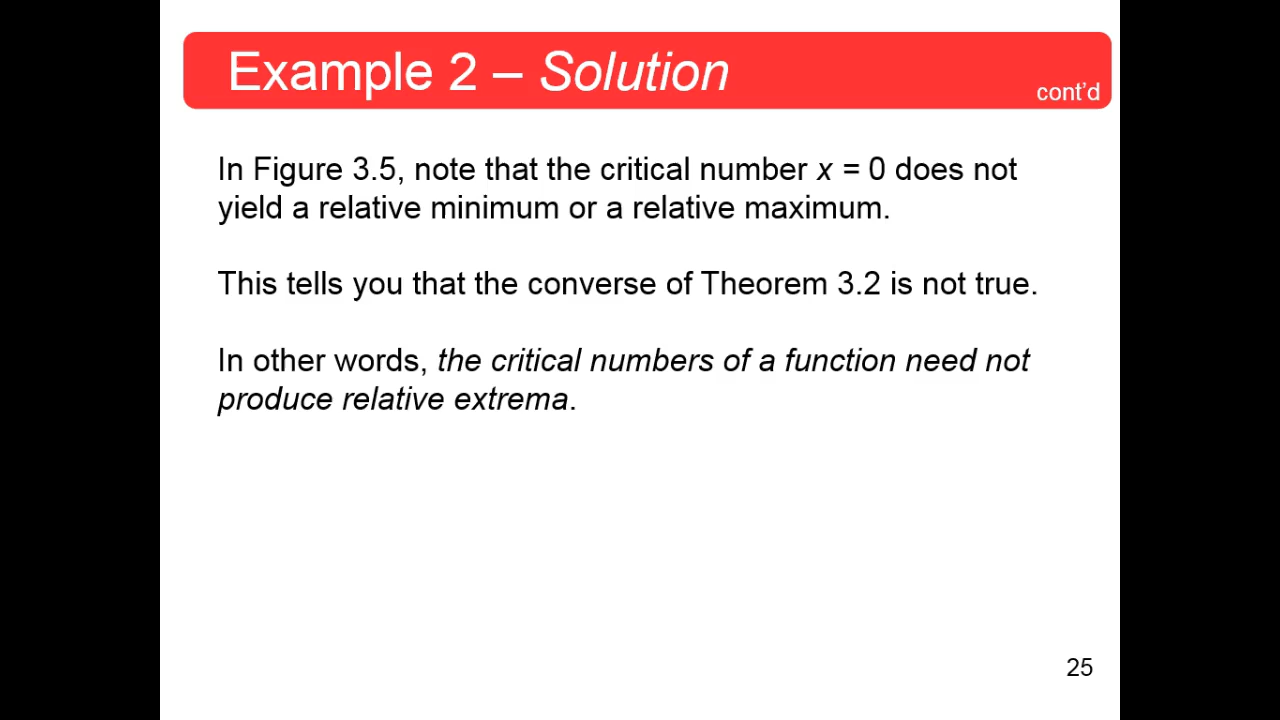 Example 2 – Solution
cont’d
In Figure 3.5, note that the critical number x = 0 does not
yield a relative minimum or a relative maximum.
This tells you that the converse of Theorem 3.2 is not true.
In other words, the critical numbers of a function need not
produce relative extrema.
25